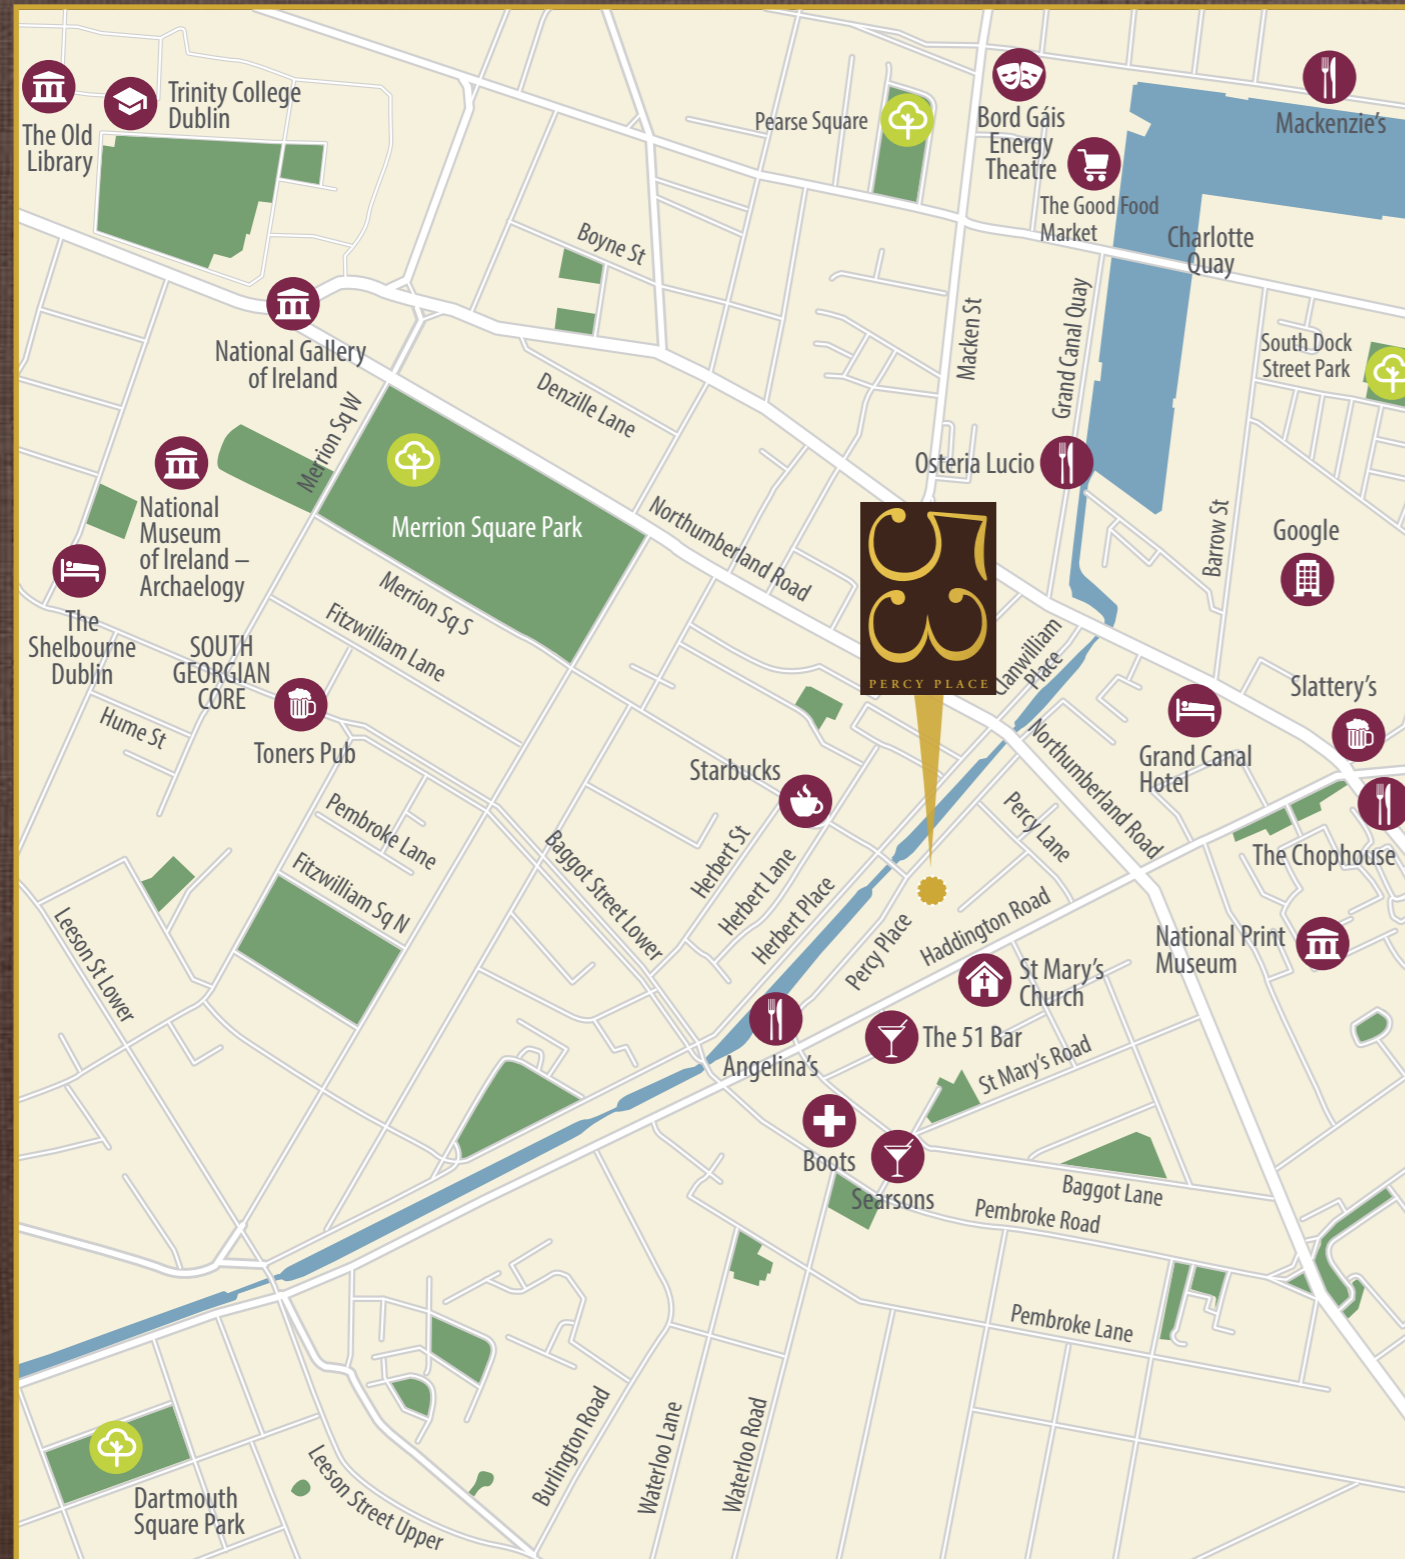 The Old
Library
Trinity College
Dublin
Pearse Square
Bord Gáis
Energy
Theatre
Mackenzie's
The Good Food
Market
Charlotte
Quay
Boyne St
National Gallery
of Ireland
Macken St
Grand Canal Quay
South Dock
Street Park
Denzille Lane
Merrion Sq W
Osteria Lucio
National
Museum
of Ireland –
Archaelogy
Merrion Square Park
Northumberland Road
53
PERCY PLACE
Barrow St
Google
The
Shelbourne
Dublin
SOUTH
GEORGIAN
CORE
Merrion Sq S
Fitzwilliam Lane
Clanwilliam
Place
Slattery's
Hume St
Toners Pub
Starbucks
Northumberland Road
Grand Canal
Hotel
Pembroke Lane
Fitzwilliam Sq N
Baggot Street Lower
Herbert St
Herbert Lane
Herbert Place
Percy Lane
The Chophouse
Leeson St Lower
Percy Place
Haddington Road
National Print
Museum
St Mary's
Church
Angelina's
The 51 Bar
St Mary's Road
Boots
Searsons
Baggot Lane
Pembroke Road
Pembroke Lane
Dartmouth
Square Park
Leeson Street Upper
Burlington Road
Waterloo Lane
Waterloo Road